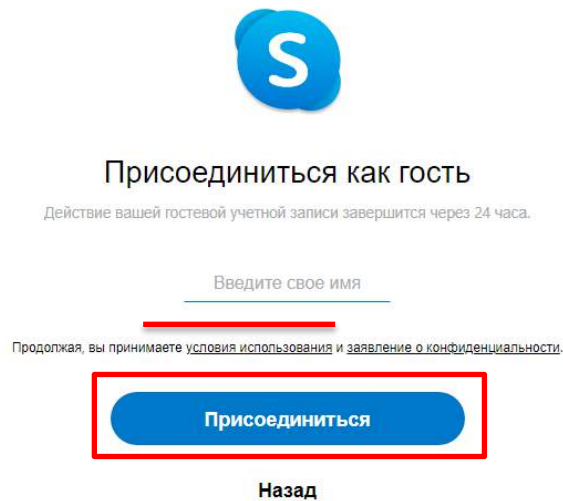 S
Присоединиться как гость
Действие вашей гостевой учетной записи завершится через 24 часа.
Введите свое имя
Продолжая, вы принимаете условия использования и заявление о конфиденциальности.
Присоединиться
Назад